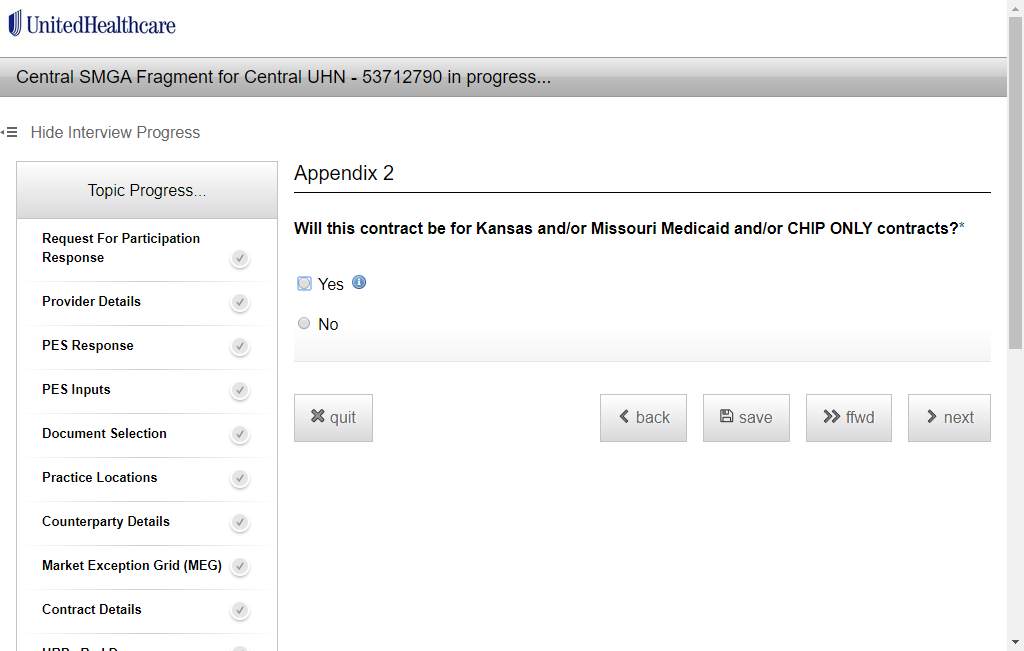 UnitedHealthcare
Central SMGA Fragment for Central UHN - 53712790 in progress...
Hide Interview Progress
Topic Progress...
Request For Participation
Response
Provider Details
PES Response
PES Inputs
Document Selection
Practice Locations
Counterparty Details
Market Exception Grid (MEG)
Contract Details
Appendix 2
Will this contract be for Kansas and/or Missouri Medicaid and/or CHIP ONLY contracts?*
Yes
No
quit
back
save
ffwd
next